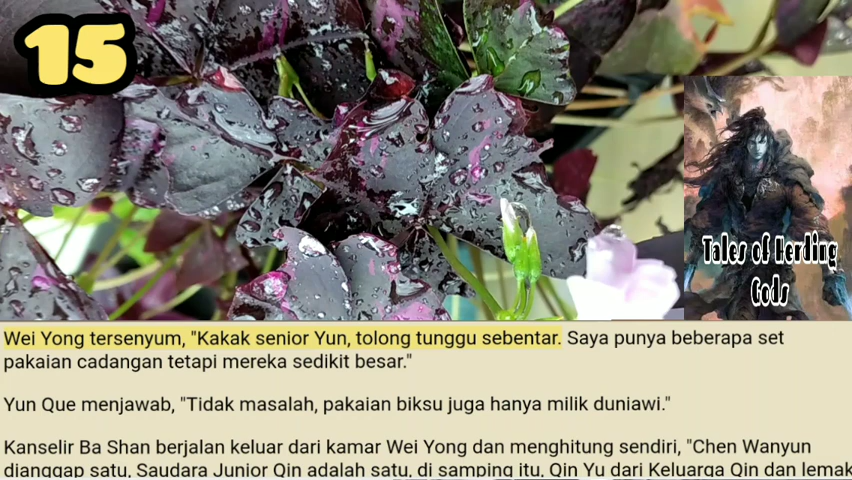 15
Tales of Herding
Gods
Wei Yong tersenyum, "Kakak senior Yun, tolong tunggu sebentar. Saya punya beberapa set
pakaian cadangan tetapi mereka sedikit besar."
Yun Que menjawab, "Tidak masalah, pakaian biksu juga hanya milik duniawi."
Kanselir Ba Shan berjalan keluar dari kamar Wei Yong dan menghitung sendiri, "Chen Wanyun
dianggap satu, Saudara Junior Qin adalah satu, di samping itu, Qin Yu dari Keluarga Qin dan lemak